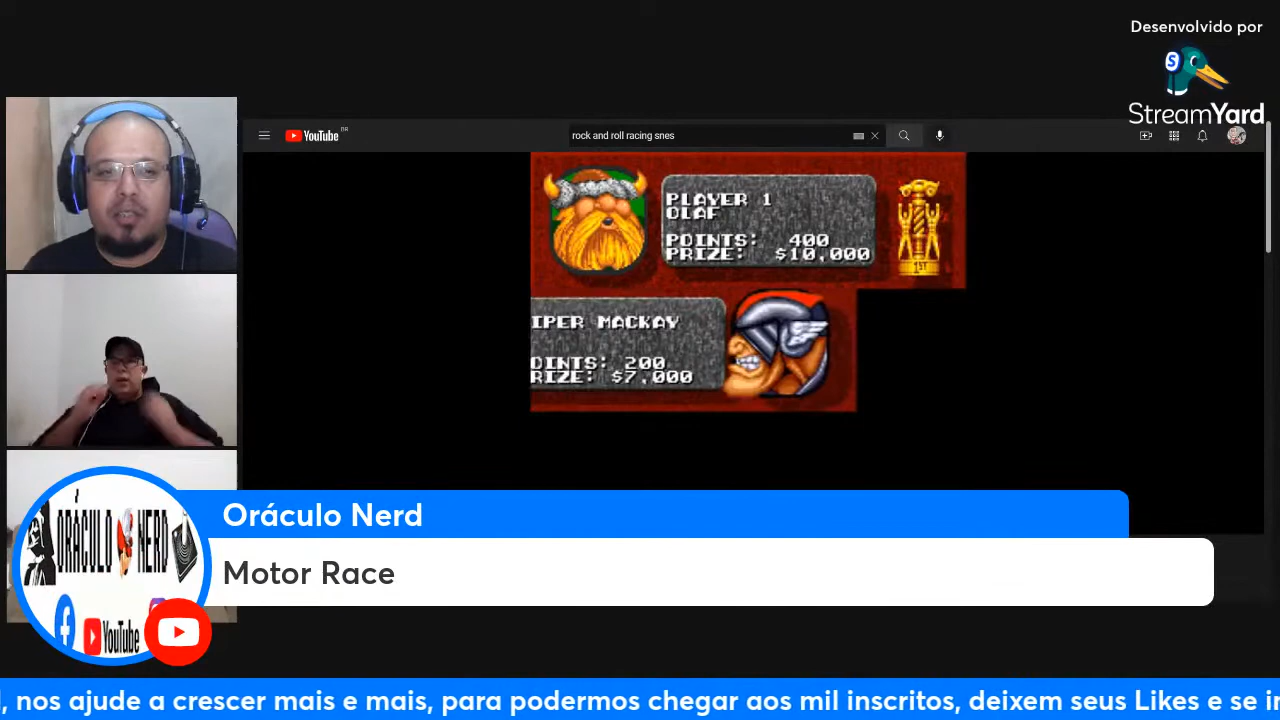 Desenvolvido por
StreamYard
YouTube BR
rock and roll racing snes
PLAYER 1
OLAF
POINTS: 400
PRIZE: $10,000
1ST
IPER MACKAY
OINTS: 200
RIZE: $7,000
ORÁCULO NERD
YouTube
Oráculo Nerd
Motor Race
, nos ajude a crescer mais e mais, para podermos chegar aos mil inscritos, deixem seus Likes e se in